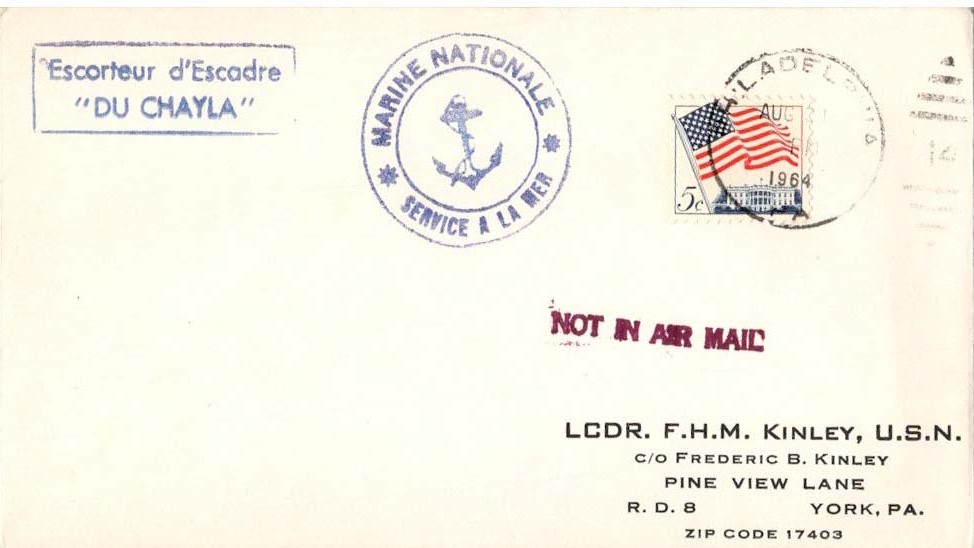 Escorteur d'Escadre
"DU CHAYLA"
MARINE NATIONALE
SERVICE A LA MER
PHILADELPHIA
AUG
1964
5c
NOT IN AIR MAIL
LCDR. F.H.M. KINLEY, U.S.N.
C/O FREDERIC B. KINLEY
PINE VIEW LANE
R. D. 8 YORK, PA.
ZIP CODE 17403